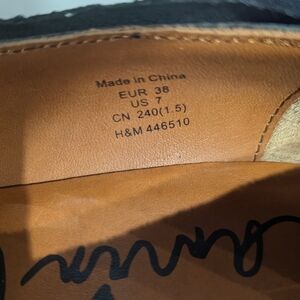 Made in China
EUR 38
US 7
CN 240(1.5)
H&M 446510